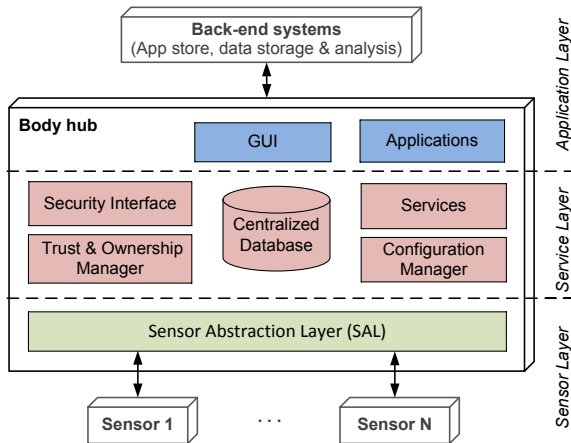 Back-end systems
(App store, data storage & analysis)
Application Layer
Body hub
GUI
Applications
Security Interface
Centralized
Database
Services
Trust & Ownership
Manager
Configuration
Manager
Service Layer
Sensor Abstraction Layer (SAL)
Sensor Layer
Sensor 1
...
Sensor N